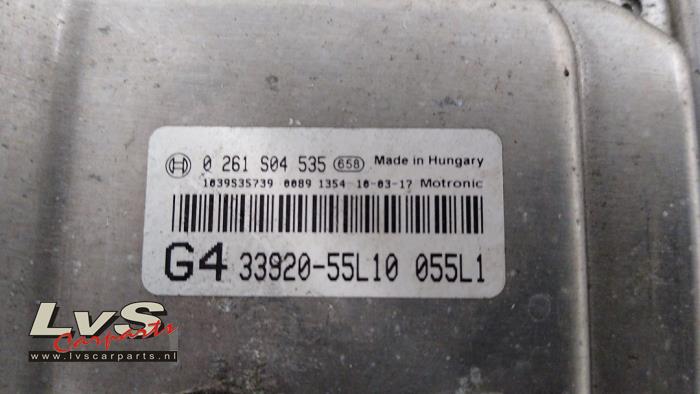 0 261 S04 535 658 Made in Hungary
1039S35739 0089 1354 10-03-17 Motronic
G4 33920-55L10 055L1
LvS
Carparts
www.lvscarparts.nl